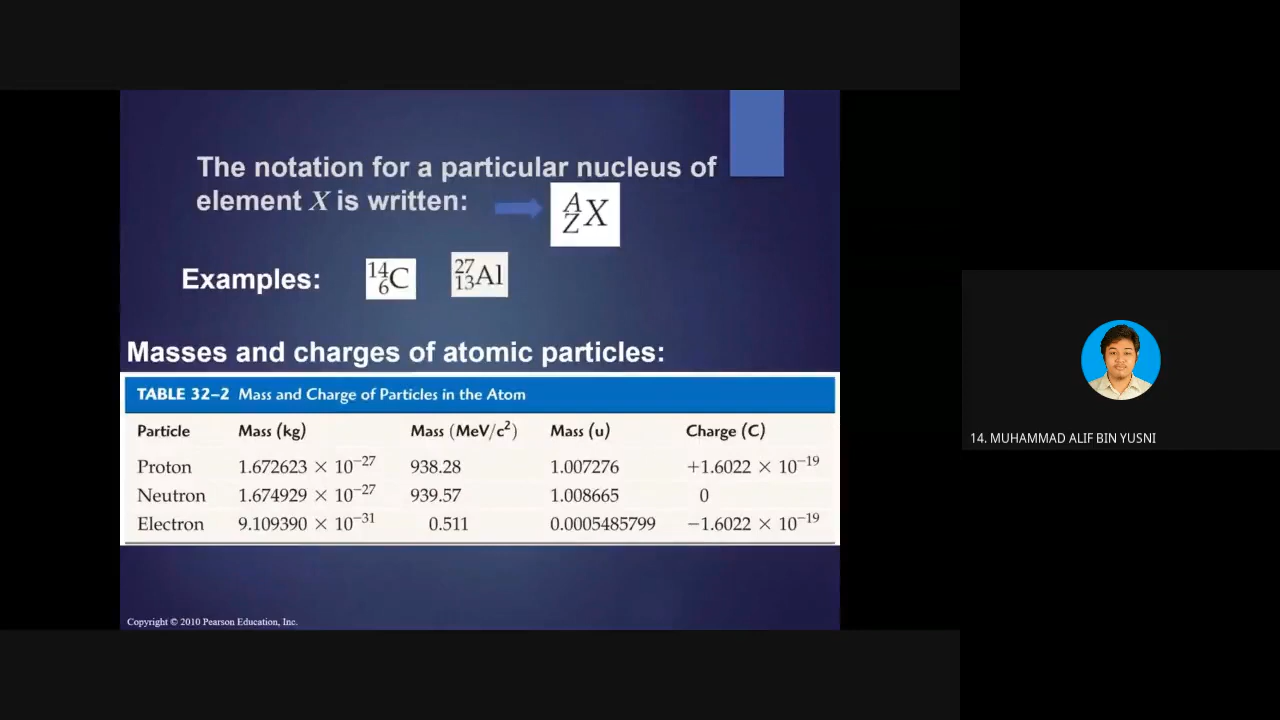 The notation for a particular nucleus of
element X is written:
A
Z X
Examples:
14
6 C
27
13 Al
Masses and charges of atomic particles:
TABLE 32–2 Mass and Charge of Particles in the Atom
Particle Mass (kg) Mass (MeV/c²) Mass (u) Charge (C)
Proton 1.672623 × 10⁻²⁷ 938.28 1.007276 +1.6022 × 10⁻¹⁹
Neutron 1.674929 × 10⁻²⁷ 939.57 1.008665 0
Electron 9.109390 × 10⁻³¹ 0.511 0.0005485799 −1.6022 × 10⁻¹⁹
Copyright © 2010 Pearson Education, Inc.
14. MUHAMMAD ALIF BIN YUSNI